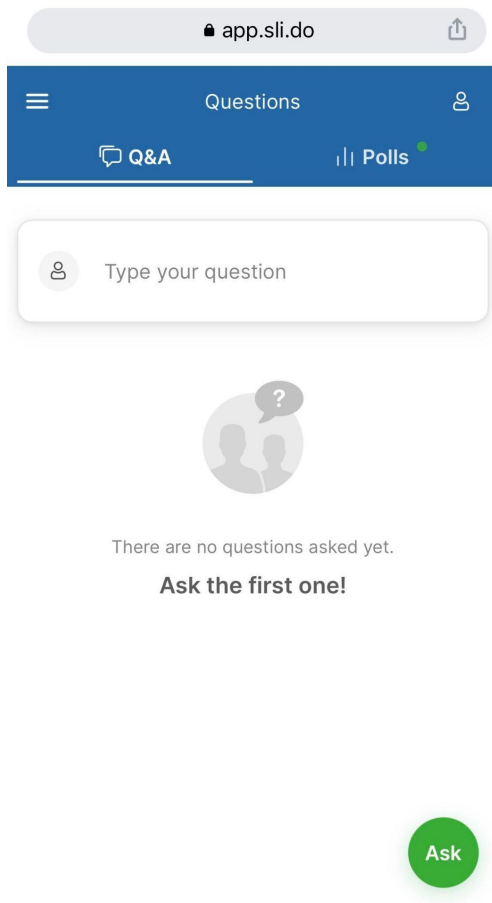 app.sli.do
Questions
Q&A Polls
Type your question
?
There are no questions asked yet.
Ask the first one!
Ask